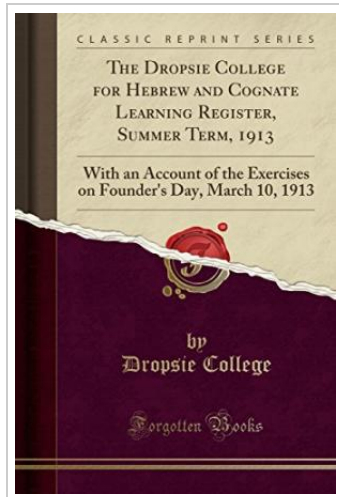 CLASSIC REPRINT SERIES
THE DROPSIE COLLEGE
FOR HEBREW AND COGNATE
LEARNING REGISTER,
SUMMER TERM, 1913
With an Account of the Exercises
on Founder's Day, March 10, 1913
by
Dropsie College
Forgotten Books